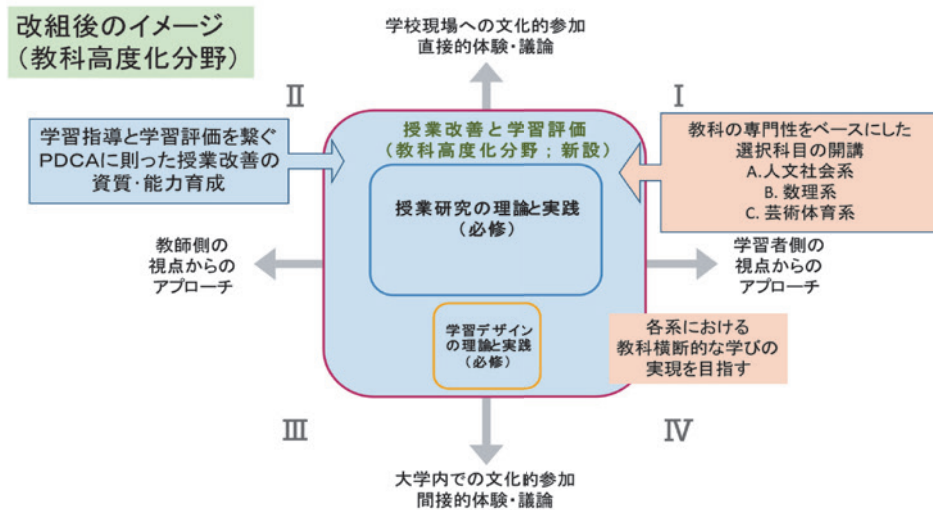 改組後のイメージ
（教科高度化分野）
学校現場への文化的参加
直接的体験・議論
Ⅱ
Ⅰ
学習指導と学習評価を繋ぐ
PDCAに則った授業改善の
資質・能力育成
授業改善と学習評価
（教科高度化分野；新設）
教科の専門性をベースにした
選択科目の開講
A.人文社会系
B. 数理系
C. 芸術体育系
授業研究の理論と実践
（必修）
教師側の
視点からの
アプローチ
学習者側の
視点からの
アプローチ
学習デザイン
の理論と実践
（必修）
各系における
教科横断的な学びの
実現を目指す
Ⅲ
Ⅳ
大学内での文化的参加
間接的体験・議論